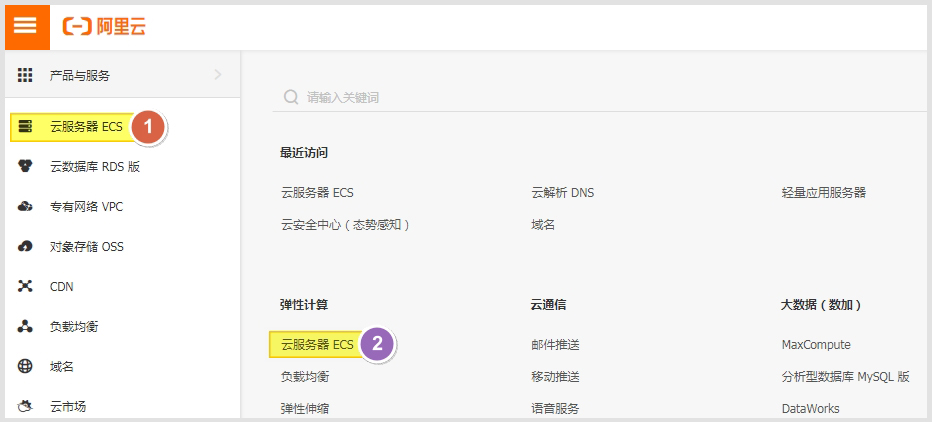 阿里云
产品与服务
云服务器 ECS 1
云数据库 RDS 版
专有网络 VPC
对象存储 OSS
CDN
负载均衡
域名
云市场
请输入关键词
最近访问
云服务器 ECS 云解析 DNS 轻量应用服务器
云安全中心（态势感知） 域名
弹性计算 云通信 大数据（数加）
云服务器 ECS 2 邮件推送 MaxCompute
负载均衡 移动推送 分析型数据库 MySQL 版
弹性伸缩 语音服务 DataWorks